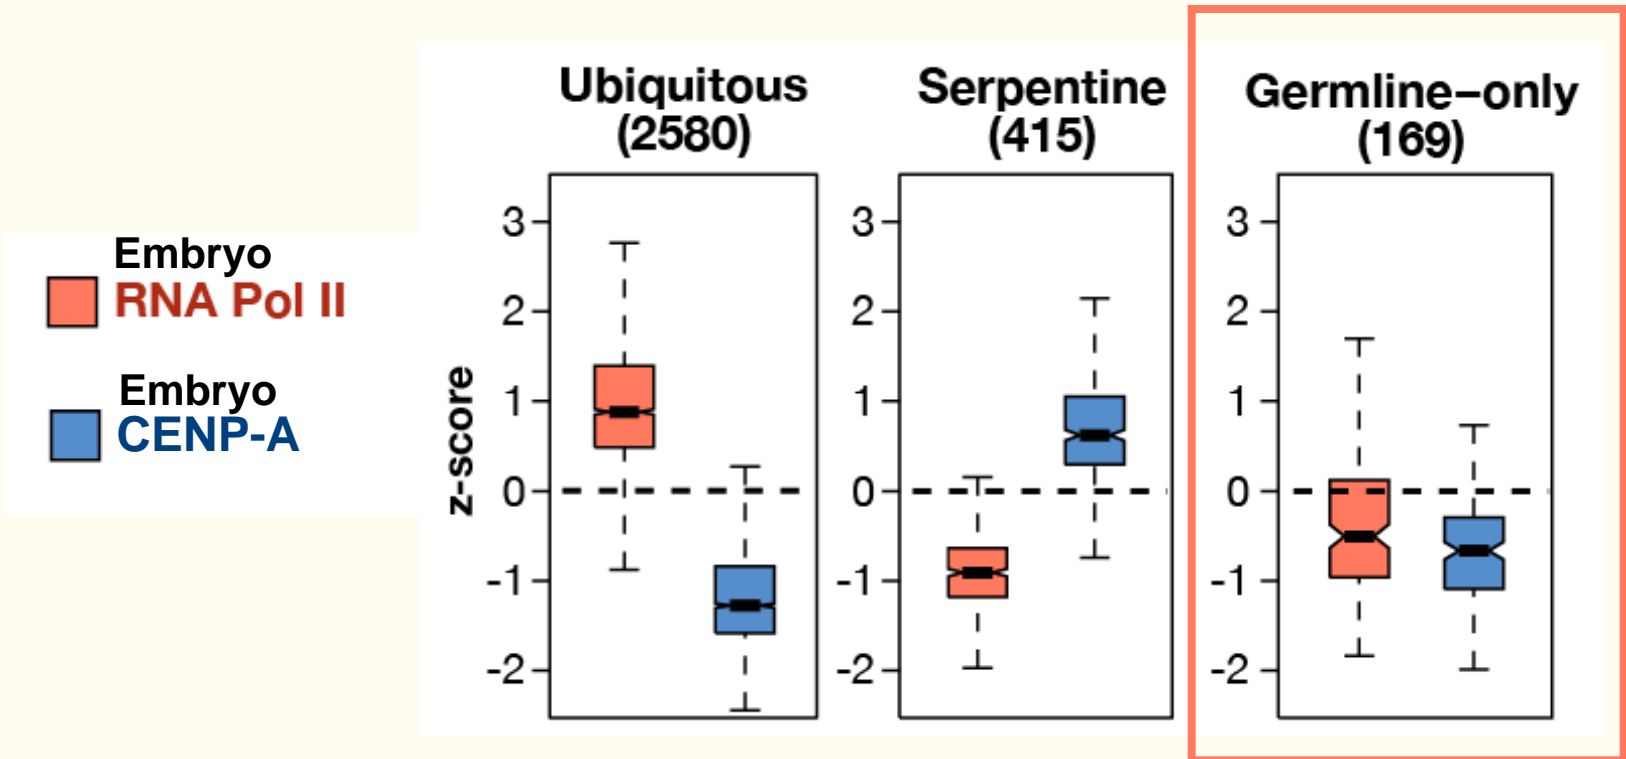 Embryo
RNA Pol II
Embryo
CENP-A
z-score
Ubiquitous
(2580)
3
2
1
0
-1
-2
Serpentine
(415)
3
2
1
0
-1
-2
Germline–only
(169)
3
2
1
0
-1
-2